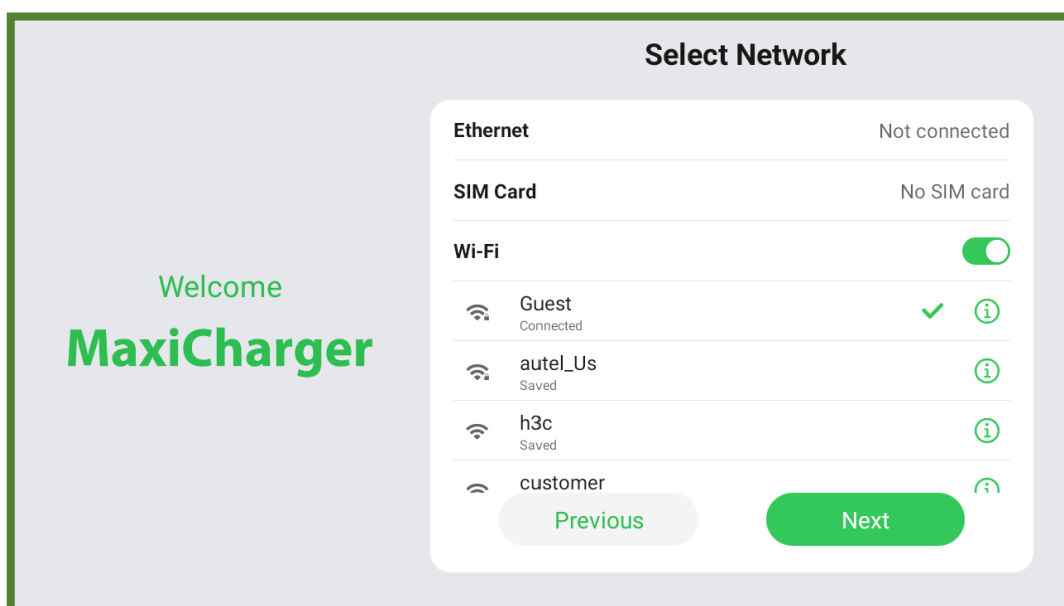 Select Network
Ethernet Not connected
SIM Card No SIM card
Wi-Fi
Welcome
MaxiCharger
Guest
Connected
autel_Us
Saved
h3c
Saved
customer
Previous Next